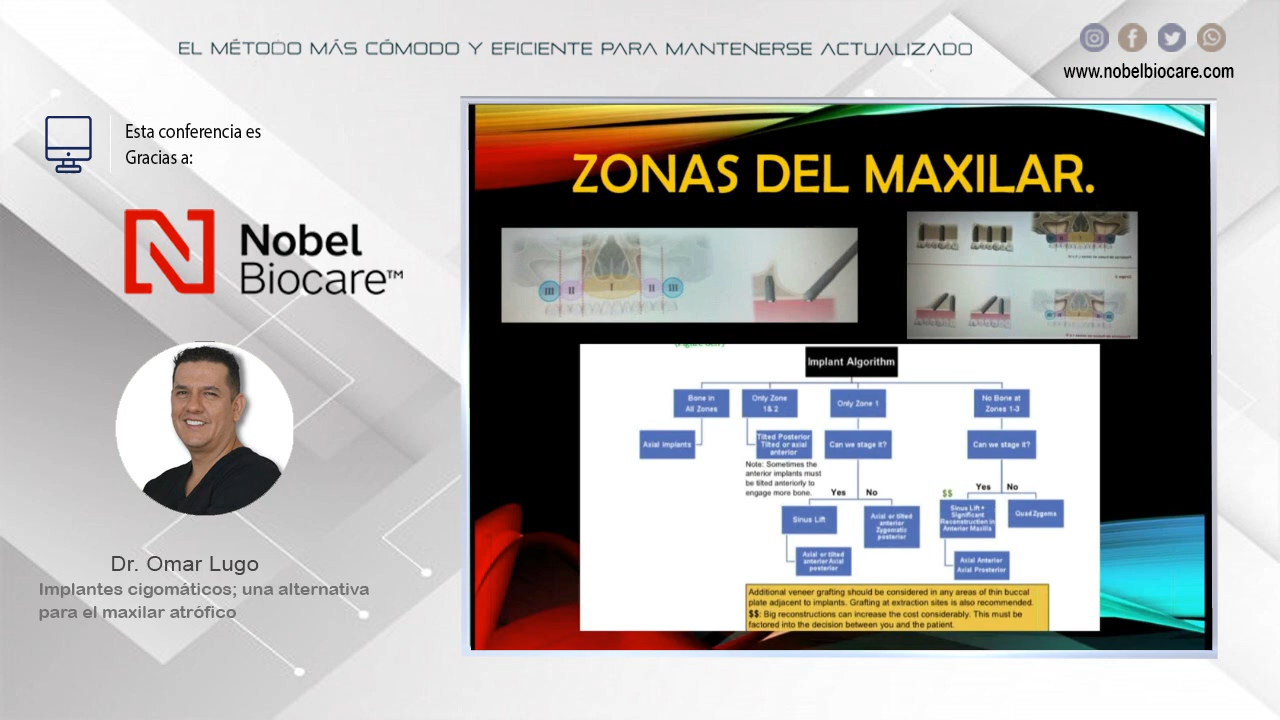 EL MÉTODO MÁS CÓMODO Y EFICIENTE PARA MANTENERSE ACTUALIZADO
www.nobelbiocare.com
Esta conferencia es
Gracias a:
Nobel
Biocare™
Dr. Omar Lugo
Implantes cigomáticos; una alternativa
para el maxilar atrófico
ZONAS DEL MAXILAR.
III II I II III
Implant Algorithm
Bone in
All Zones
Only Zone
1& 2
Only Zone 1
No Bone at
Zones 1-3
Axial Implants
Tilted Posterior
Tilted or axial
anterior
Can we stage it?
Can we stage it?
Note: Sometimes the
anterior implants must
be tilted anteriorly to
engage more bone.
Yes No
$$
Yes No
Sinus Lift
Axial or tilted
anterior
Zygomatic
posterior
Sinus Lift +
Significant
Reconstruction in
Anterior Maxilla
Quad Zygoma
Axial or tilted
anterior Axial
posterior
Axial Anterior
Axial Prosterior
Additional veneer grafting should be considered in any areas of thin buccal
plate adjacent to implants. Grafting at extraction sites is also recommended.
$$: Big reconstructions can increase the cost considerably. This must be
factored into the decision between you and the patient.